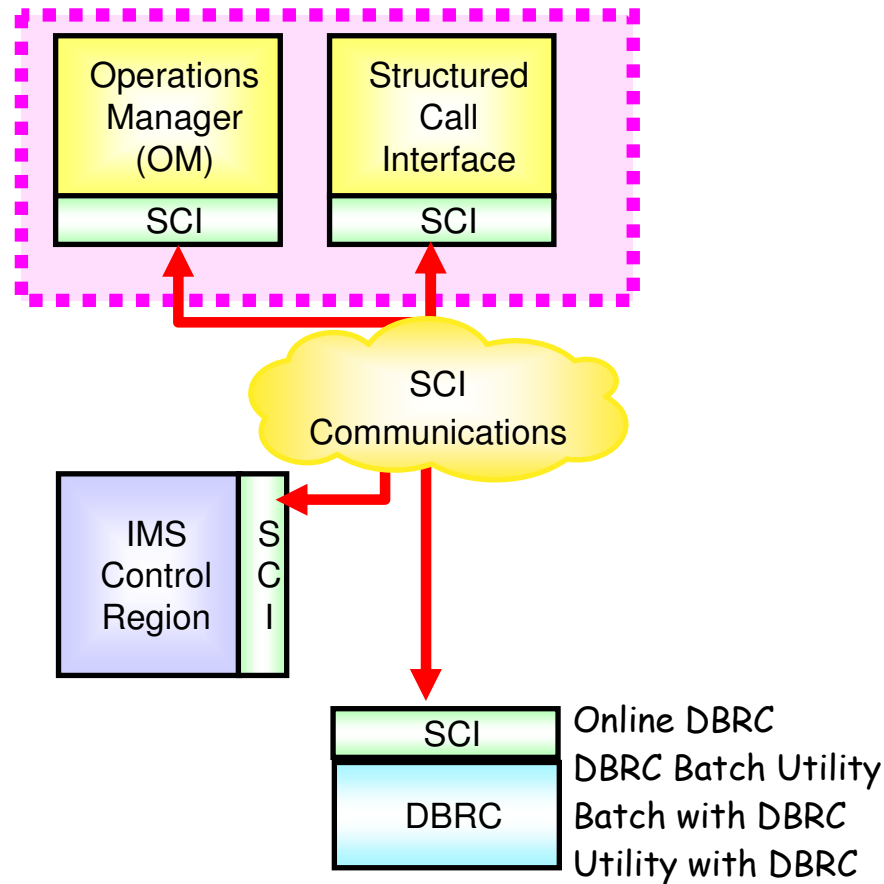 Operations
Manager
(OM)
SCI
Structured
Call
Interface
SCI
SCI
Communications
IMS
Control
Region
S
C
I
SCI
DBRC
Online DBRC
DBRC Batch Utility
Batch with DBRC
Utility with DBRC